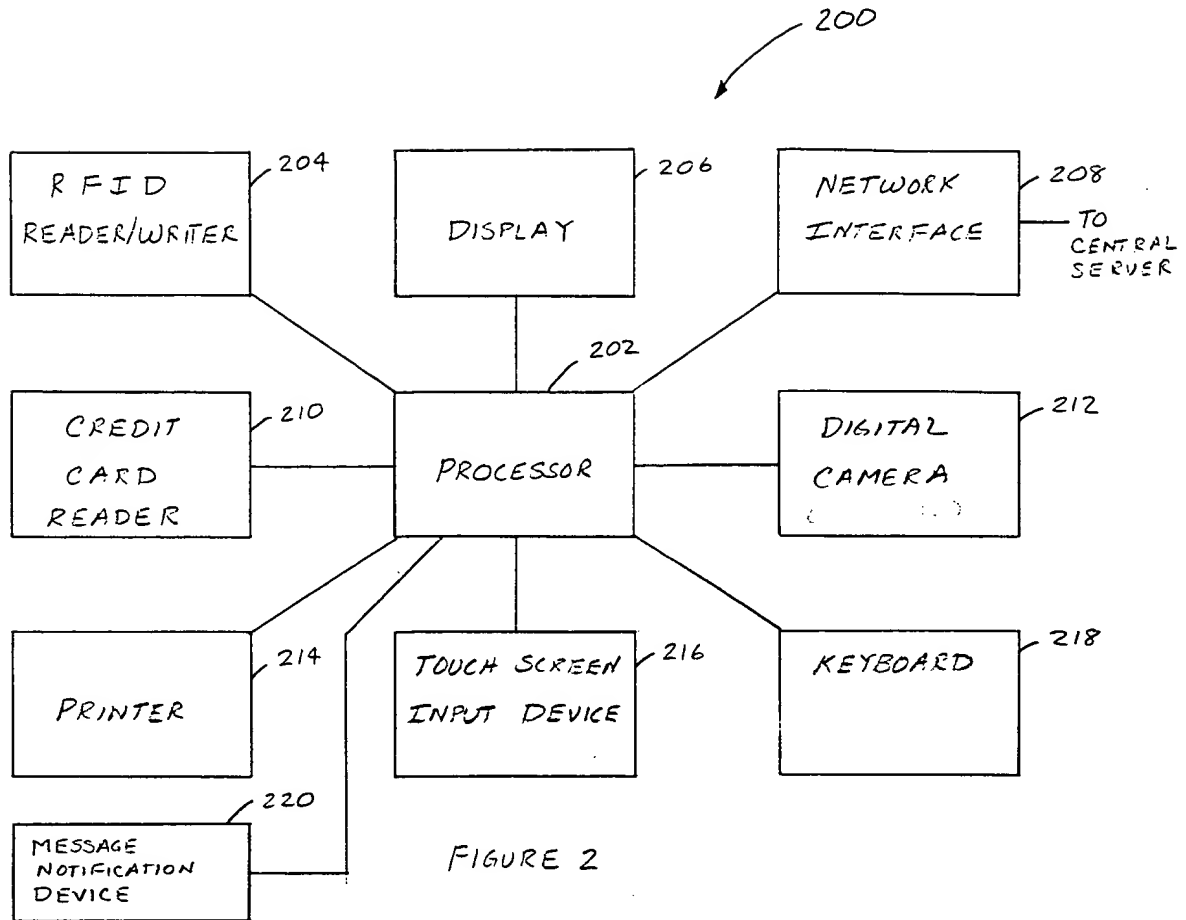 200
RFID
READER/WRITER
204
DISPLAY
206
NETWORK
INTERFACE
208
TO
CENTRAL
SERVER
CREDIT
CARD
READER
210
PROCESSOR
202
DIGITAL
CAMERA
212
PRINTER
214
TOUCH SCREEN
INPUT DEVICE
216
KEYBOARD
218
MESSAGE
NOTIFICATION
DEVICE
220
FIGURE 2